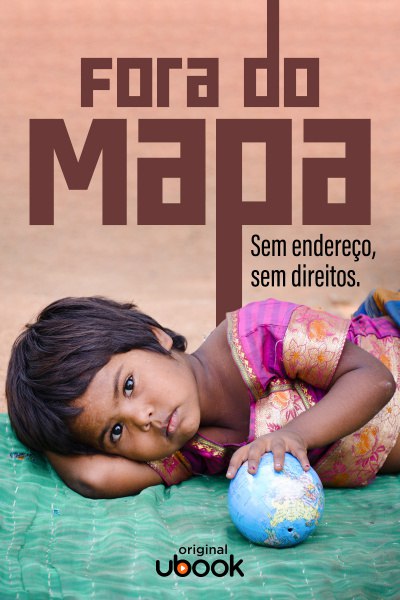 Fora do
Mapa
Sem endereço,
sem direitos.
original
ubook